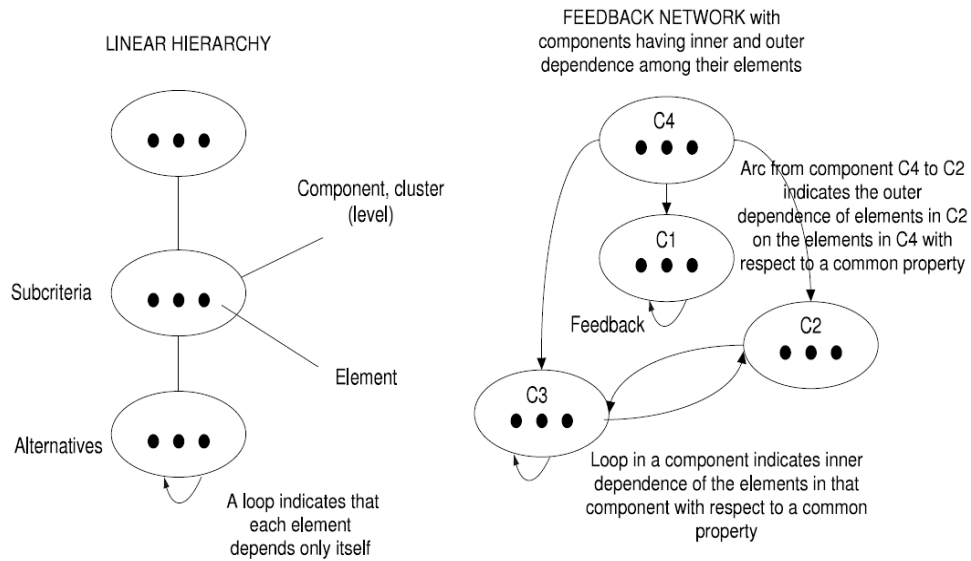 LINEAR HIERARCHY
Component, cluster
(level)
Subcriteria
Element
Alternatives
A loop indicates that
each element
depends only itself
FEEDBACK NETWORK with
components having inner and outer
dependence among their elements
C4
Arc from component C4 to C2
indicates the outer
dependence of elements in C2
on the elements in C4 with
respect to a common property
C1
Feedback
C2
C3
Loop in a component indicates inner
dependence of the elements in that
component with respect to a common
property